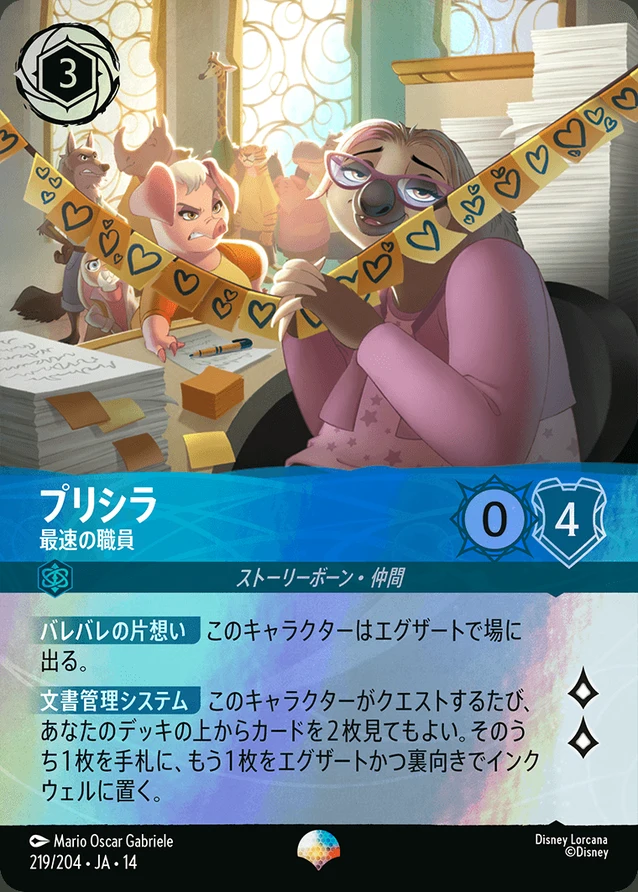 3
プリシラ
最速の職員
0
4
ストーリーボーン・仲間
バレバレの片想い このキャラクターはエグザートで場に
出る。
文書管理システム このキャラクターがクエストするたび、
あなたのデッキの上からカードを2枚見てもよい。そのう
ち1枚を手札に、もう1枚をエグザートかつ裏向きでインク
ウェルに置く。
Mario Oscar Gabriele
219/204・JA・14
Disney Lorcana
©Disney